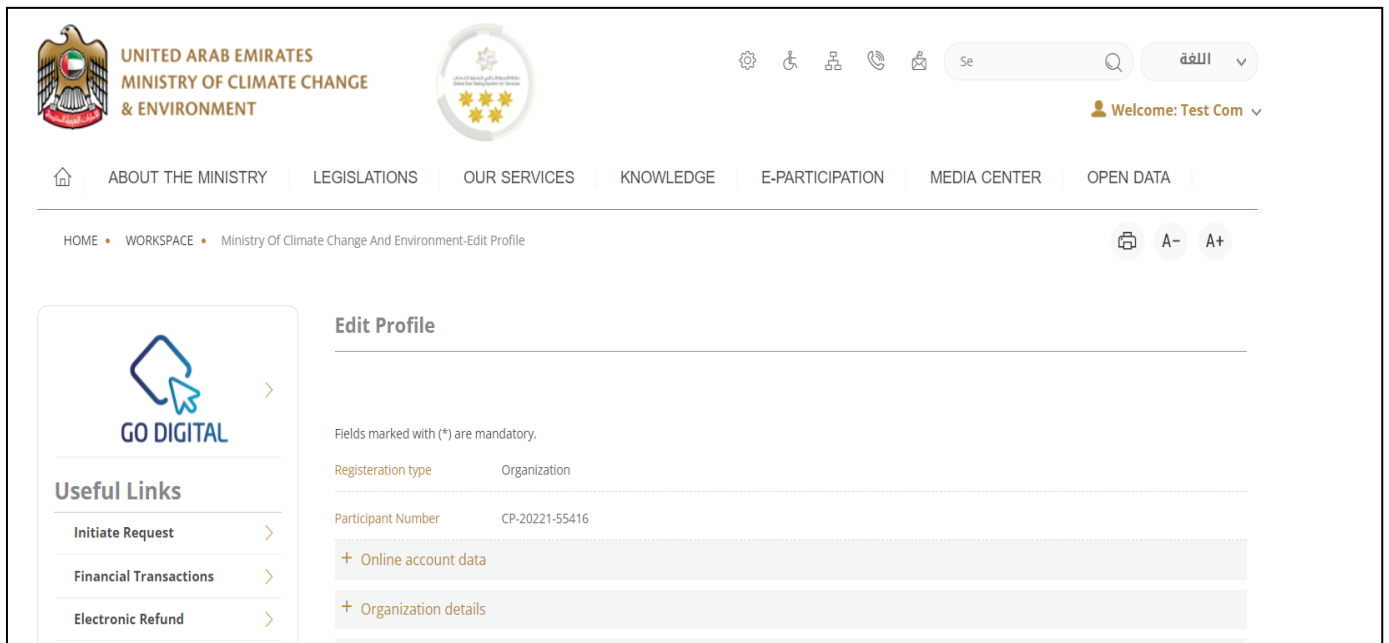 UNITED ARAB EMIRATES
MINISTRY OF CLIMATE CHANGE
& ENVIRONMENT
Se
اللغة
Welcome: Test Com
ABOUT THE MINISTRY
LEGISLATIONS
OUR SERVICES
KNOWLEDGE
E-PARTICIPATION
MEDIA CENTER
OPEN DATA
HOME • WORKSPACE • Ministry Of Climate Change And Environment-Edit Profile
A- A+
GO DIGITAL
Useful Links
Initiate Request
Financial Transactions
Electronic Refund
Edit Profile
Fields marked with (*) are mandatory.
Registeration type Organization
Participant Number CP-20221-55416
+ Online account data
+ Organization details